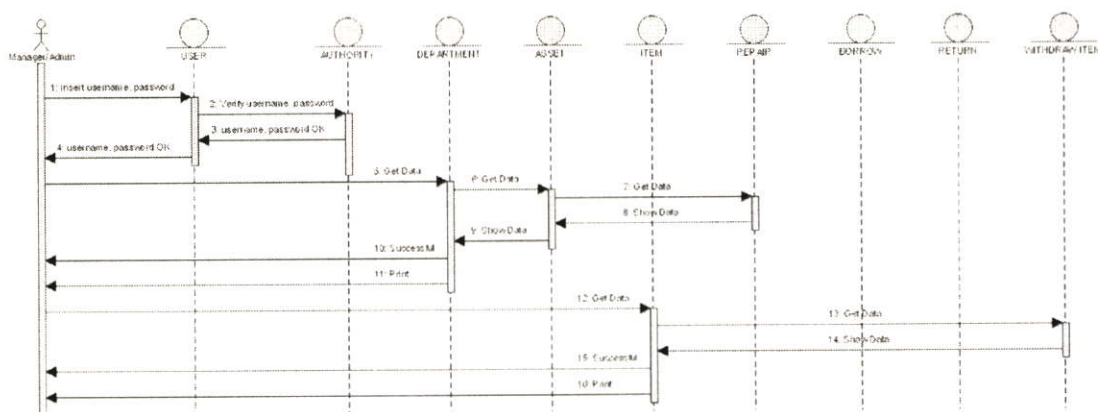 Manager/Admin
USER
AUTHORITY
DEPARTMENT
ASSET
ITEM
REPAIR
BORROW
RETURN
WITHDRAW ITEM
1: Insert username, password
2: Verify username, password
3: username, password OK
4: username, password OK
5: Get Data
6: Get Data
7: Get Data
8: Show Data
9: Show Data
10: Successful
11: Print
12: Get Data
13: Get Data
14: Show Data
15: Successful
16: Print